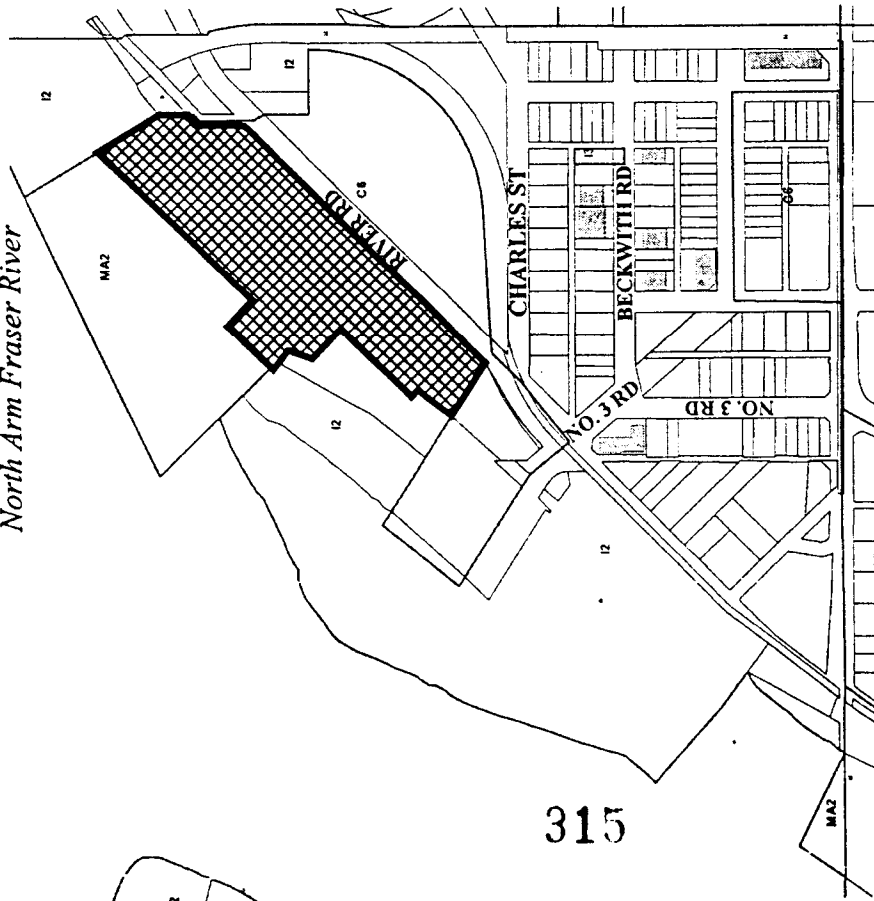 North Arm Fraser River
I2
I2
MA2
C6
RIVER RD
CHARLES ST
BECKWITH RD
I3
C6
NO. 3 RD
NO. 3 RD
I2
I2
315
MA2